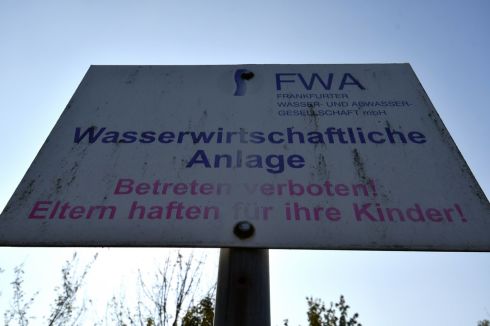 FWA
FRANKFURTER
WASSER- UND ABWASSER-
GESELLSCHAFT mbH
Wasserwirtschaftliche
Anlage
Betreten verboten!
Eltern haften für ihre Kinder!